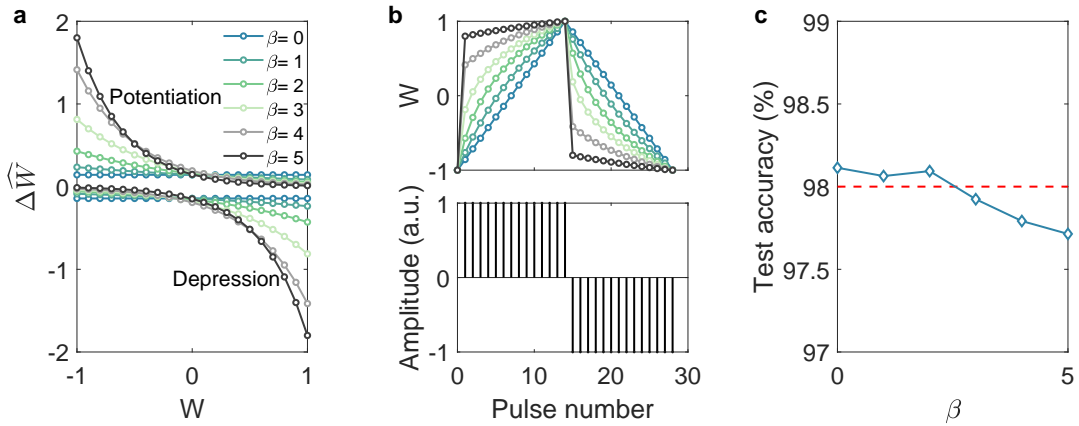 a
2
1
0
-1
-2
-1
0
1
ΔŴ
W
Potentiation
Depression
β= 0
β= 1
β= 2
β= 3
β= 4
β= 5
b
1
0
-1
W
1
0
-1
Amplitude (a.u.)
0
10
20
30
Pulse number
c
98
98
97.5
97
Test accuracy (%)
0
5
β